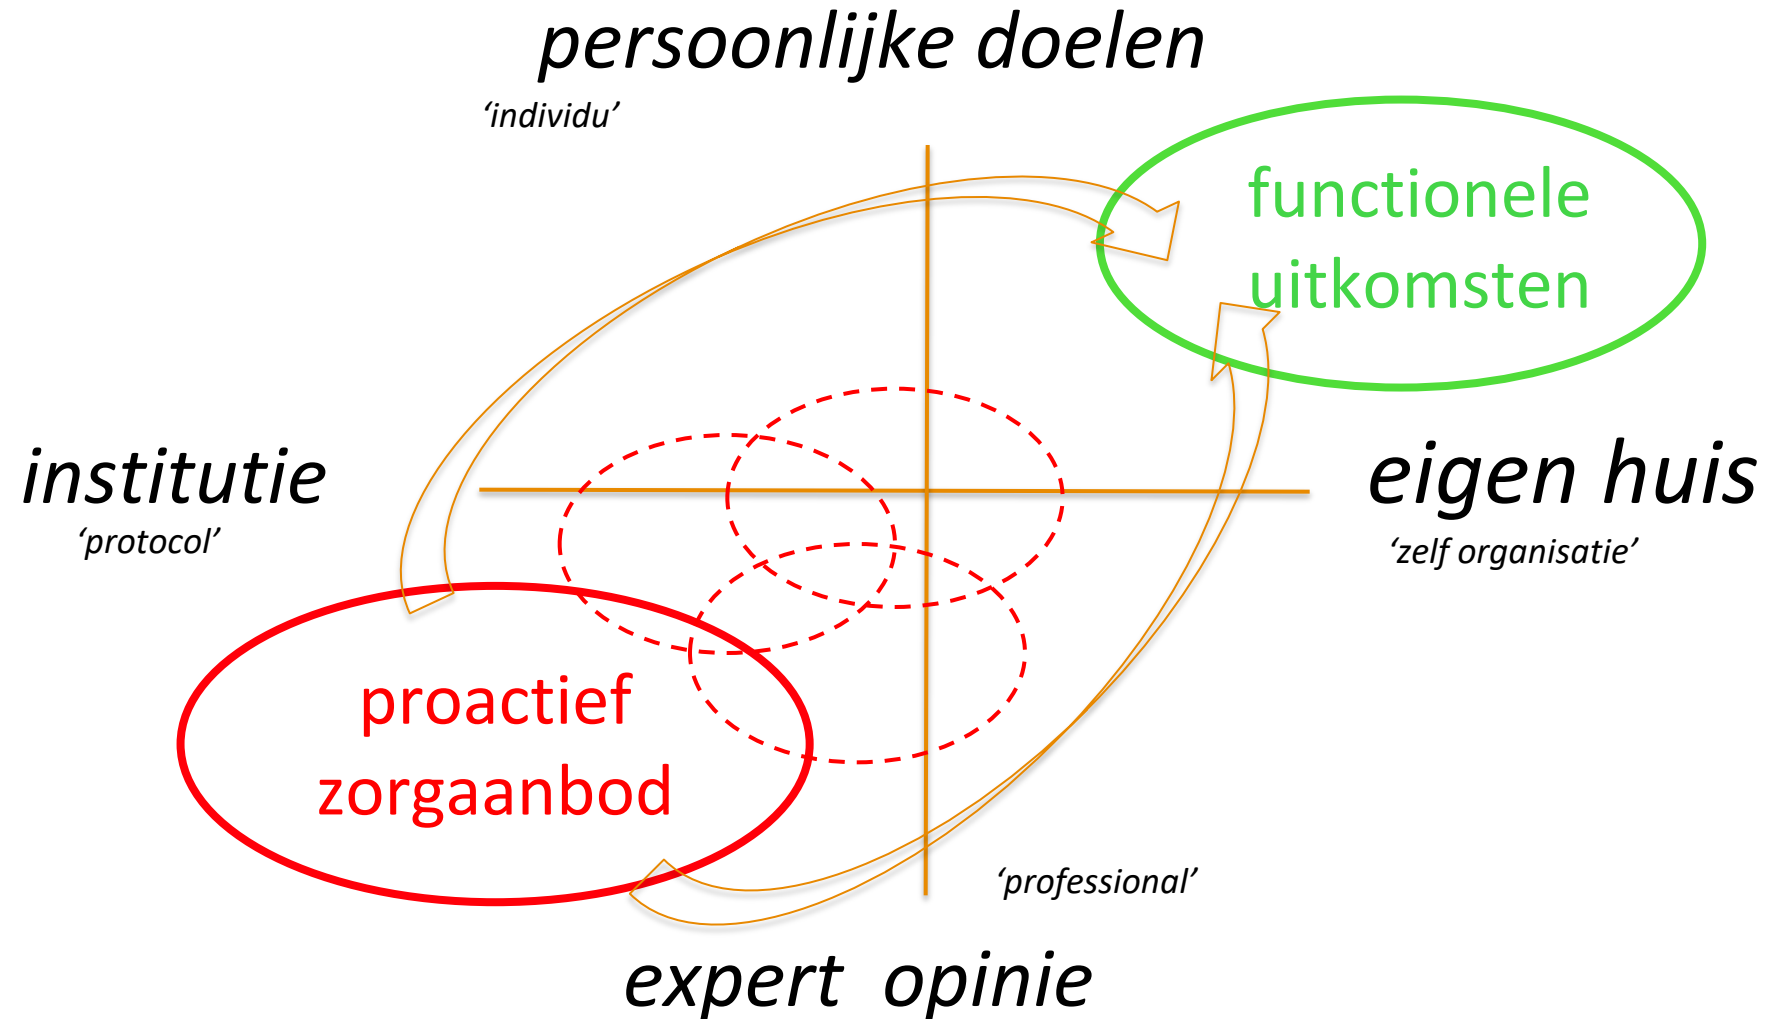 persoonlijke doelen
‘individu’
functionele
uitkomsten
institutie
‘protocol’
eigen huis
‘zelf organisatie’
proactief
zorgaanbod
‘professional’
expert opinie